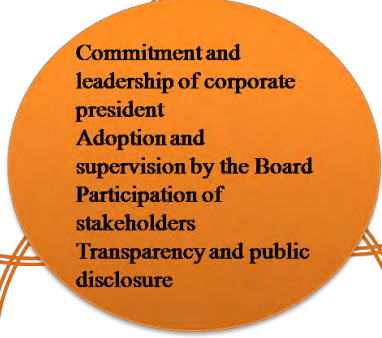 Commitment and
leadership of corporate
president
Adoption and
supervision by the Board
Participation of
stakeholders
Transparency and public
disclosure